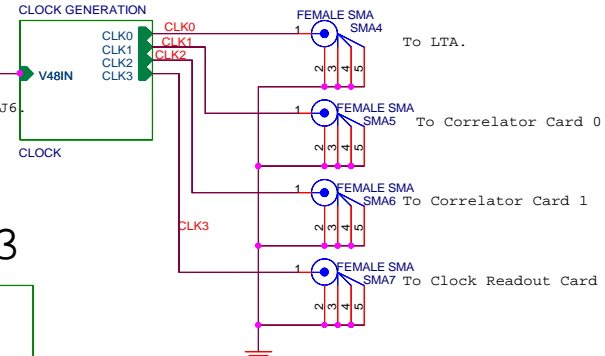 CLOCK GENERATION
CLK0
CLK1
CLK2
CLK3
V48IN
CLOCK
J6.
3
CLK0
CLK1
CLK2
CLK3
FEMALE SMA
SMA4
1
2 3 4 5
To LTA.
FEMALE SMA
SMA5
1
2 3 4 5
To Correlator Card 0
FEMALE SMA
SMA6
1
2 3 4 5
To Correlator Card 1
FEMALE SMA
SMA7
1
2 3 4 5
To Clock Readout Card